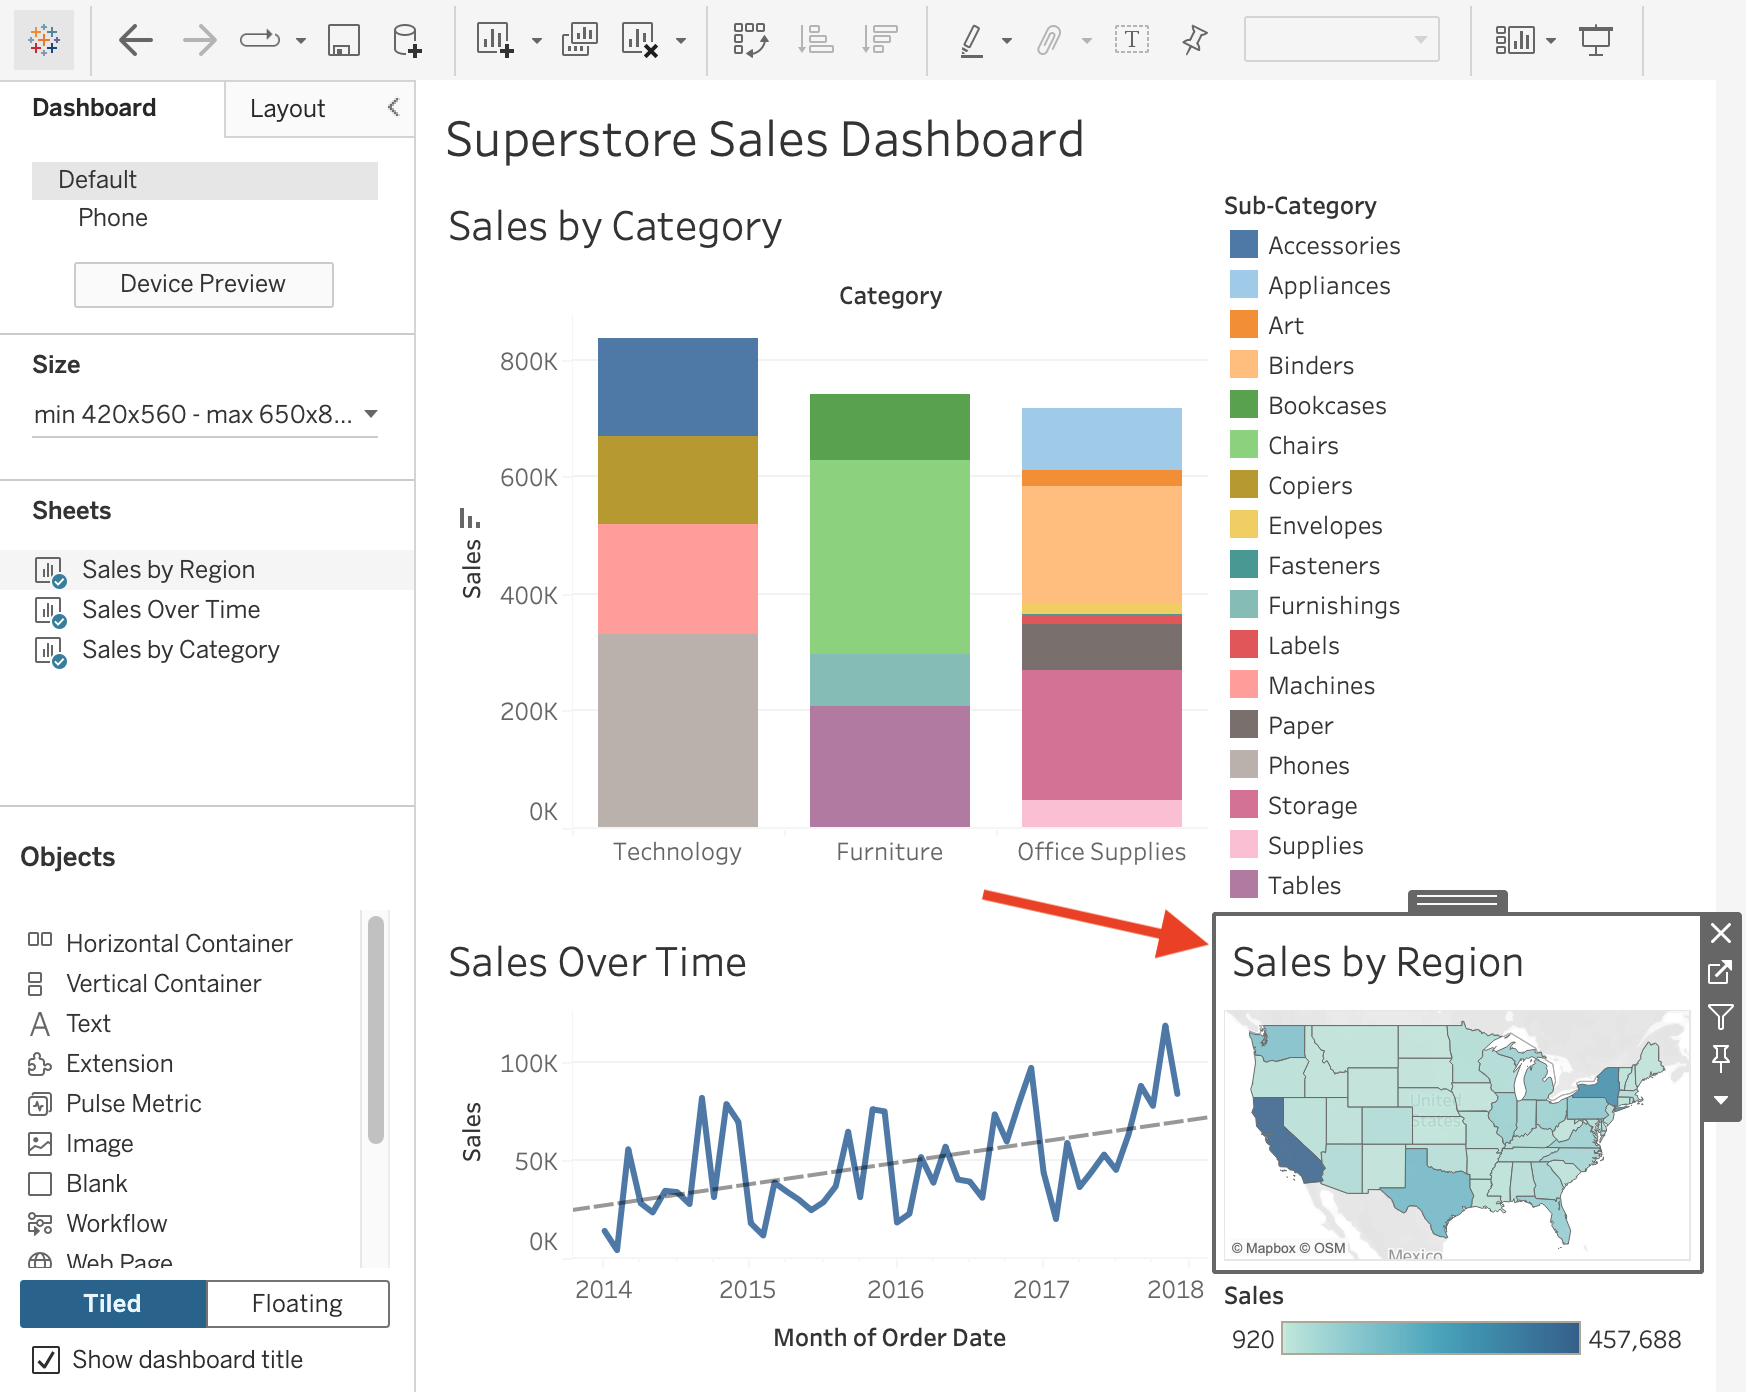 Dashboard
Layout
Default
Phone
Device Preview
Size
min 420x560 - max 650x8...
Sheets
Sales by Region
Sales Over Time
Sales by Category
Objects
Horizontal Container
Vertical Container
Text
Extension
Pulse Metric
Image
Blank
Workflow
Web Page
Tiled
Floating
Show dashboard title
Superstore Sales Dashboard
Sales by Category
Category
800K
600K
400K
200K
0K
Sales
Technology
Furniture
Office Supplies
Sub-Category
Accessories
Appliances
Art
Binders
Bookcases
Chairs
Copiers
Envelopes
Fasteners
Furnishings
Labels
Machines
Paper
Phones
Storage
Supplies
Tables
Sales Over Time
100K
50K
0K
Sales
2014
2015
2016
2017
2018
Month of Order Date
Sales by Region
United
States
Mexico
© Mapbox © OSM
Sales
920
457,688